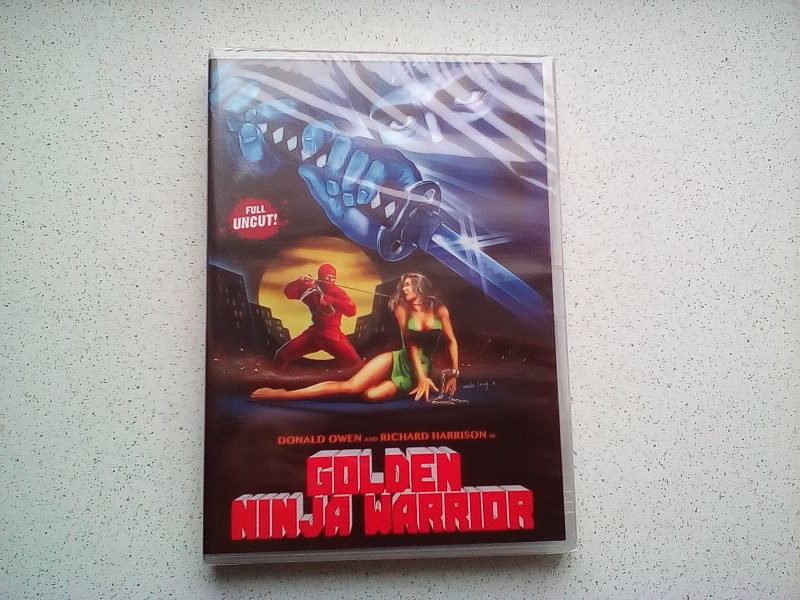 FULL
UNCUT!
DONALD OWEN AND RICHARD HARRISON IN
GOLDEN
NINJA WARRIOR